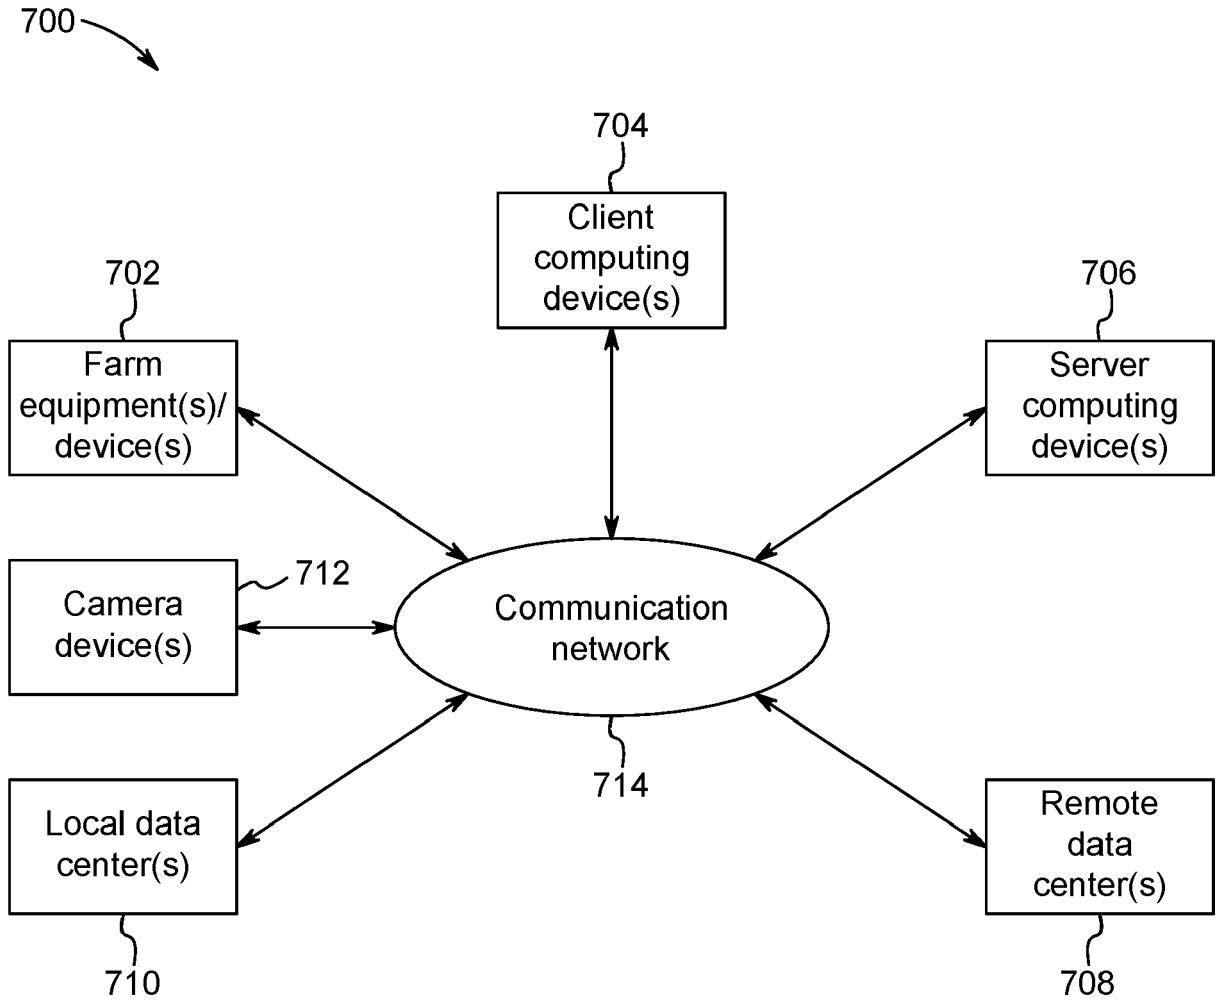 700
704
Client
computing
device(s)
702
Farm
equipment(s)/
device(s)
706
Server
computing
device(s)
712
Camera
device(s)
Communication
network
714
Local data
center(s)
710
Remote
data
center(s)
708